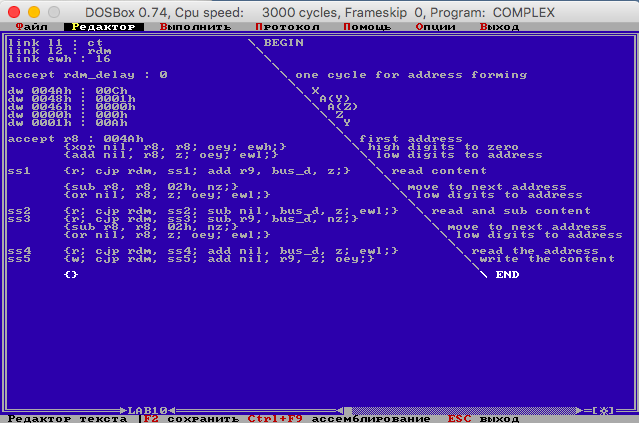 DOSBox 0.74, Cpu speed: 3000 cycles, Frameskip 0, Program: COMPLEX
Файл Редактор Выполнить Протокол Помощь Опции Выход
link l1 : ct \ BEGIN
link l2 : rdm \
link ewh : 16 \
accept rdm_delay : 0 \ one cycle for address forming
dw 004Ah : 00Ch \ X
dw 0048h : 0001h \ A(Y)
dw 0046h : 0000h \ A(Z)
dw 0000h : 000h \ Z
dw 0001h : 00Ah \ Y
accept r8 : 004Ah \ first address
{xor nil, r8, r8; oey; ewh;} \ high digits to zero
{add nil, r8, z; oey; ewl;} \ low digits to address
ss1 {r; cjp rdm, ss1; add r9, bus_d, z;} \ read content
{sub r8, r8, 02h, nz;} \ move to next address
{or nil, r8, z; oey; ewl;} \ low digits to address
ss2 {r; cjp rdm, ss2; sub nil, bus_d, z; ewl;} \ read and sub content
ss3 {r; cjp rdm, ss3; sub r9, bus_d, nz;} \
{sub r8, r8, 02h, nz;} \ move to next address
{or nil, r8, z; oey; ewl;} \ low digits to address
ss4 {r; cjp rdm, ss4; add nil, bus_d, z; ewl;} \ read the address
ss5 {w; cjp rdm, ss5; add nil, r9, z; oey;} \ write the content
{} \ END
LAB10
Редактор текста F2 сохранить Ctrl+F9 ассемблирование ESC выход